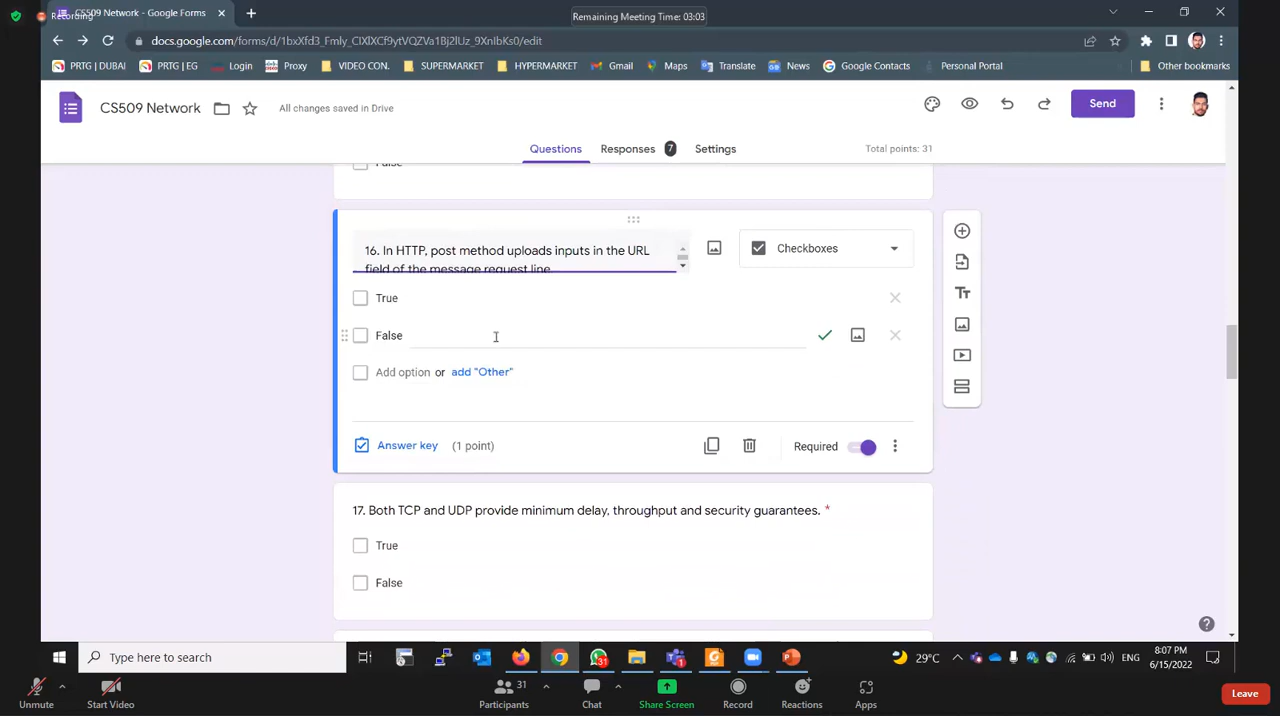 Recording
CS509 Network - Google Forms
Remaining Meeting Time: 03:03
docs.google.com/forms/d/1bxXfd3_Fmly_ClXlXCf9ytVQZVa1Bj2lUz_9XnIbKs0/edit
PRTG | DUBAI
PRTG | EG
Login
Proxy
VIDEO CON.
SUPERMARKET
HYPERMARKET
Gmail
Maps
Translate
News
Google Contacts
Personal Portal
Other bookmarks
CS509 Network
All changes saved in Drive
Send
Questions
Responses 7
Settings
Total points: 31
False
16. In HTTP, post method uploads inputs in the URL
field of the message request line
Checkboxes
True
False
Add option or add "Other"
Answer key (1 point)
Required
17. Both TCP and UDP provide minimum delay, throughput and security guarantees. *
True
False
Type here to search
31
1
29°C
ENG
8:07 PM
6/15/2022
Unmute
Start Video
Participants 31
Chat
Share Screen
Record
Reactions
Apps
Leave